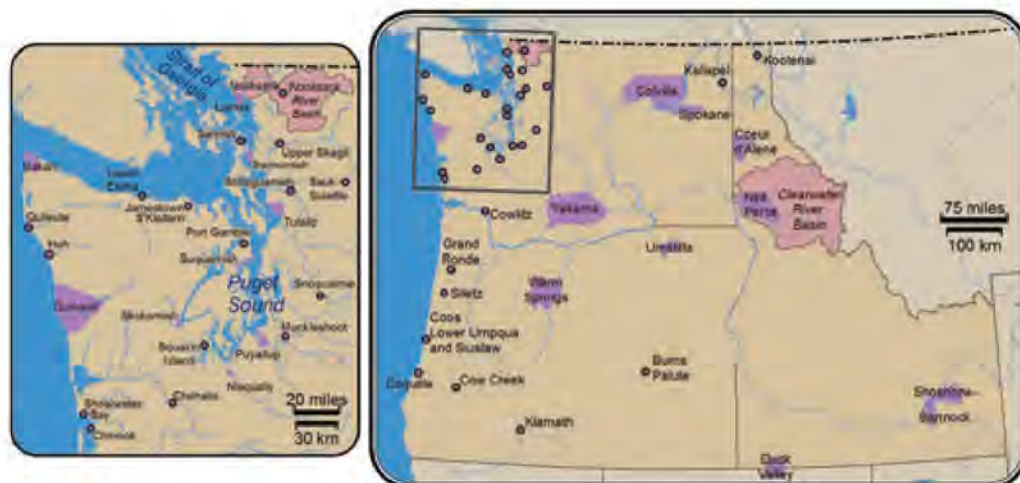 Strait of
Georgia
Nooksack
Nooksack
River
Basin
Lummi
Samish
Upper Skagit
Swinomish
Makah
Lower
Elwha
Stillaguamish
Sauk-
Suiattle
Jamestown
S'Klallam
Tulalip
Quileute
Port Gamble
Hoh
Suquamish
Puget
Sound
Snoqualmie
Quinault
Skokomish
Muckleshoot
Squaxin
Island
Puyallup
Nisqually
Chehalis
Shoalwater
Bay
Chinook
20 miles
30 km
Kootenai
Kalispel
Colville
Spokane
Coeur
d'Alene
Nez
Perce
Clearwater
River
Basin
75 miles
100 km
Cowlitz
Yakama
Grand
Ronde
Umatilla
Siletz
Warm
Springs
Coos
Lower Umpqua
and Siuslaw
Burns
Paiute
Coquille
Cow Creek
Shoshone-
Bannock
Klamath
Duck
Valley